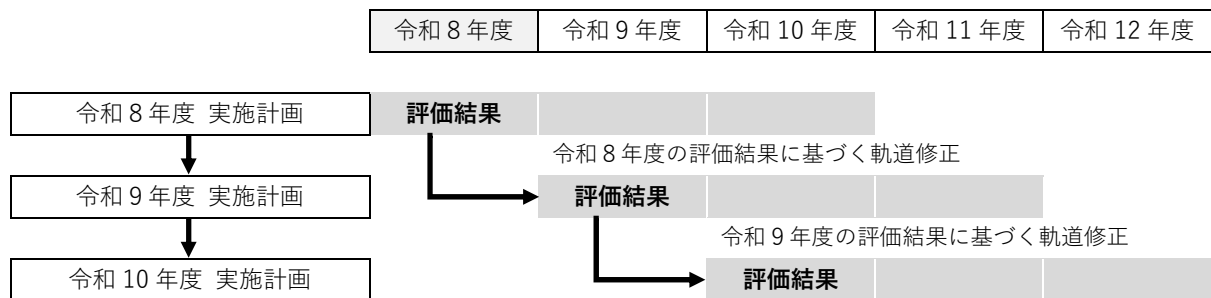 令和８年度 令和９年度 令和 10 年度 令和 11 年度 令和 12 年度
令和８年度 実施計画 評価結果
令和８年度の評価結果に基づく軌道修正
令和９年度 実施計画 評価結果
令和９年度の評価結果に基づく軌道修正
令和 10 年度 実施計画 評価結果